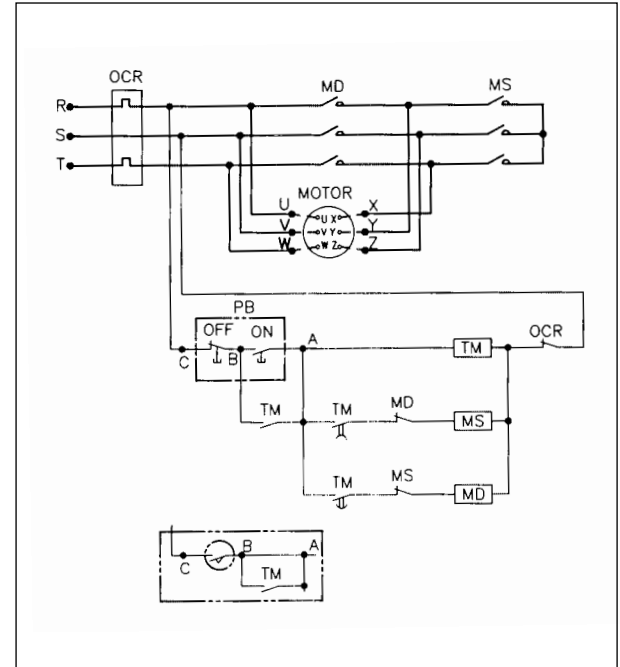 OCR MD MS
R
S
T
MOTOR
U X
U X
V V Y Y
W W Z Z
PB
OFF ON A OCR
C B TM
TM TM MD MS
TM MS MD
B A
C TM